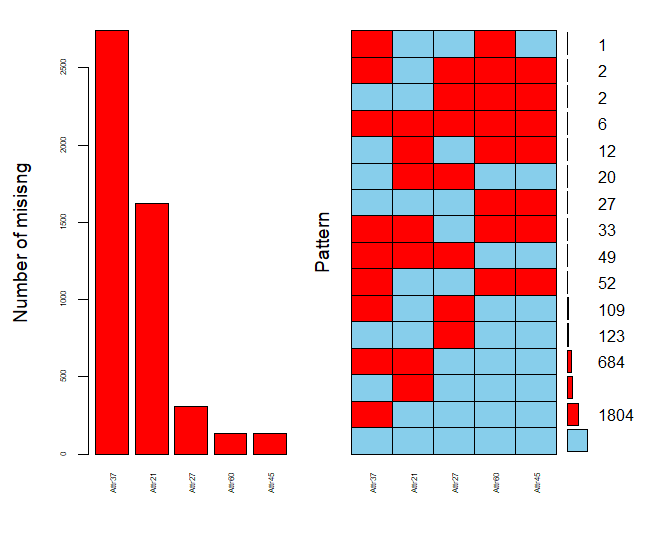 Number of misisng
0
500
1000
1500
2000
2500
Attr37
Attr21
Attr27
Attr60
Attr45
Pattern
Attr37
Attr21
Attr27
Attr60
Attr45
1
2
2
6
12
20
27
33
49
52
109
123
684
1804